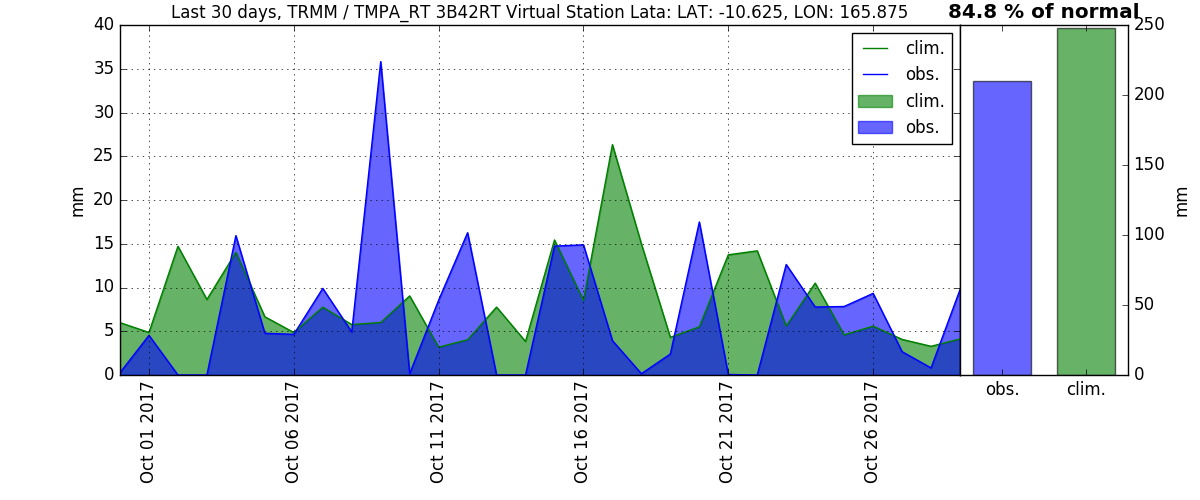 Last 30 days, TRMM / TMPA_RT 3B42RT Virtual Station Lata: LAT: -10.625, LON: 165.875
84.8 % of normal
40
35
30
25
20
15
10
5
0
mm
clim.
obs.
clim.
obs.
Oct 01 2017
Oct 06 2017
Oct 11 2017
Oct 16 2017
Oct 21 2017
Oct 26 2017
obs.
clim.
250
200
150
100
50
0
mm